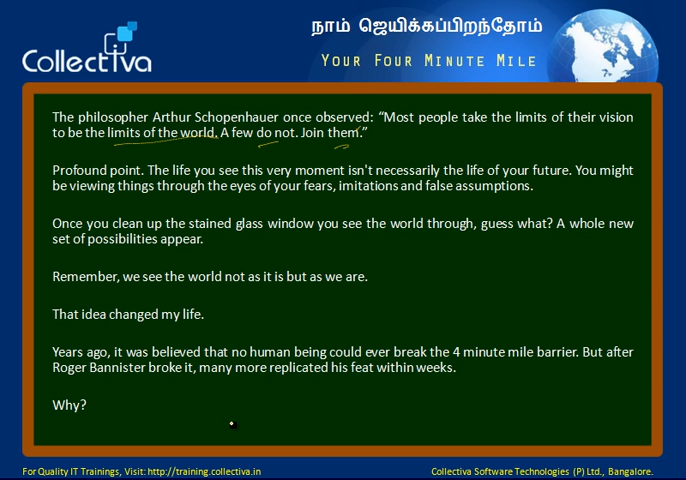 Collectiva
நாம் ஜெயிக்கப்பிறந்தோம்
YOUR FOUR MINUTE MILE
The philosopher Arthur Schopenhauer once observed: “Most people take the limits of their vision
to be the limits of the world. A few do not. Join them.”
Profound point. The life you see this very moment isn't necessarily the life of your future. You might
be viewing things through the eyes of your fears, imitations and false assumptions.
Once you clean up the stained glass window you see the world through, guess what? A whole new
set of possibilities appear.
Remember, we see the world not as it is but as we are.
That idea changed my life.
Years ago, it was believed that no human being could ever break the 4 minute mile barrier. But after
Roger Bannister broke it, many more replicated his feat within weeks.
Why?
For Quality IT Trainings, Visit: http://training.collectiva.in
Collectiva Software Technologies (P) Ltd., Bangalore.